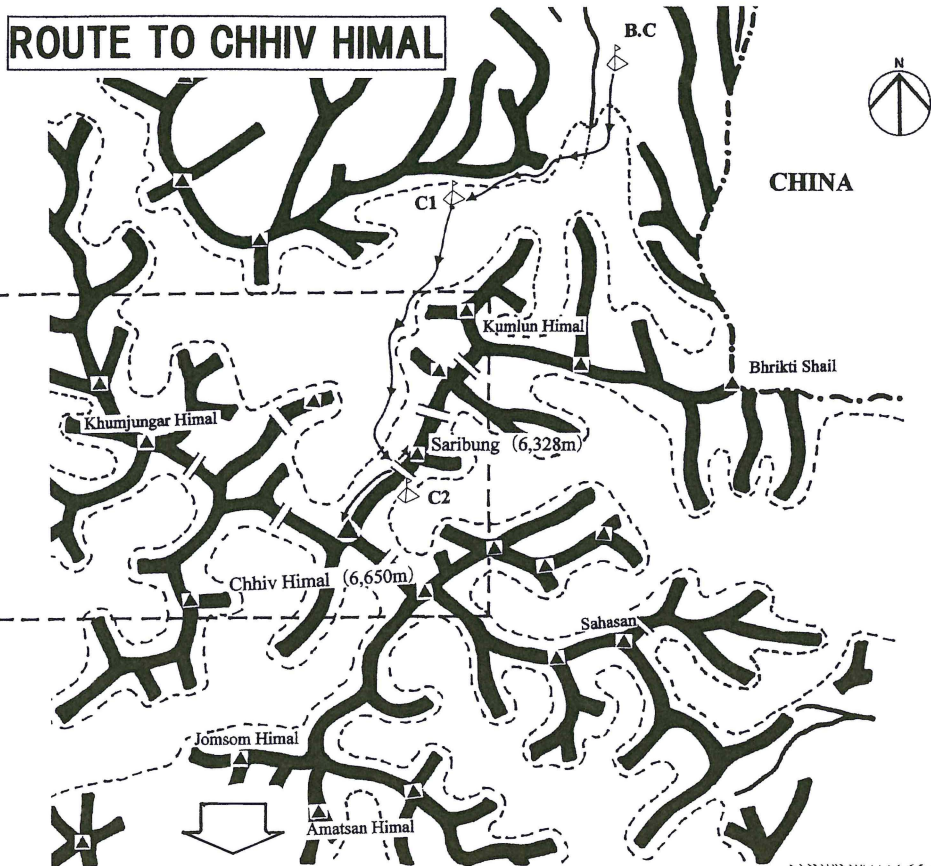 ROUTE TO CHHIV HIMAL
B.C
N
CHINA
C1
Kumlun Himal
Bhrikti Shail
Khumjungar Himal
Saribung (6,328m)
C2
Chhiv Himal (6,650m)
Sahasan
Jomsom Himal
Amatsan Himal